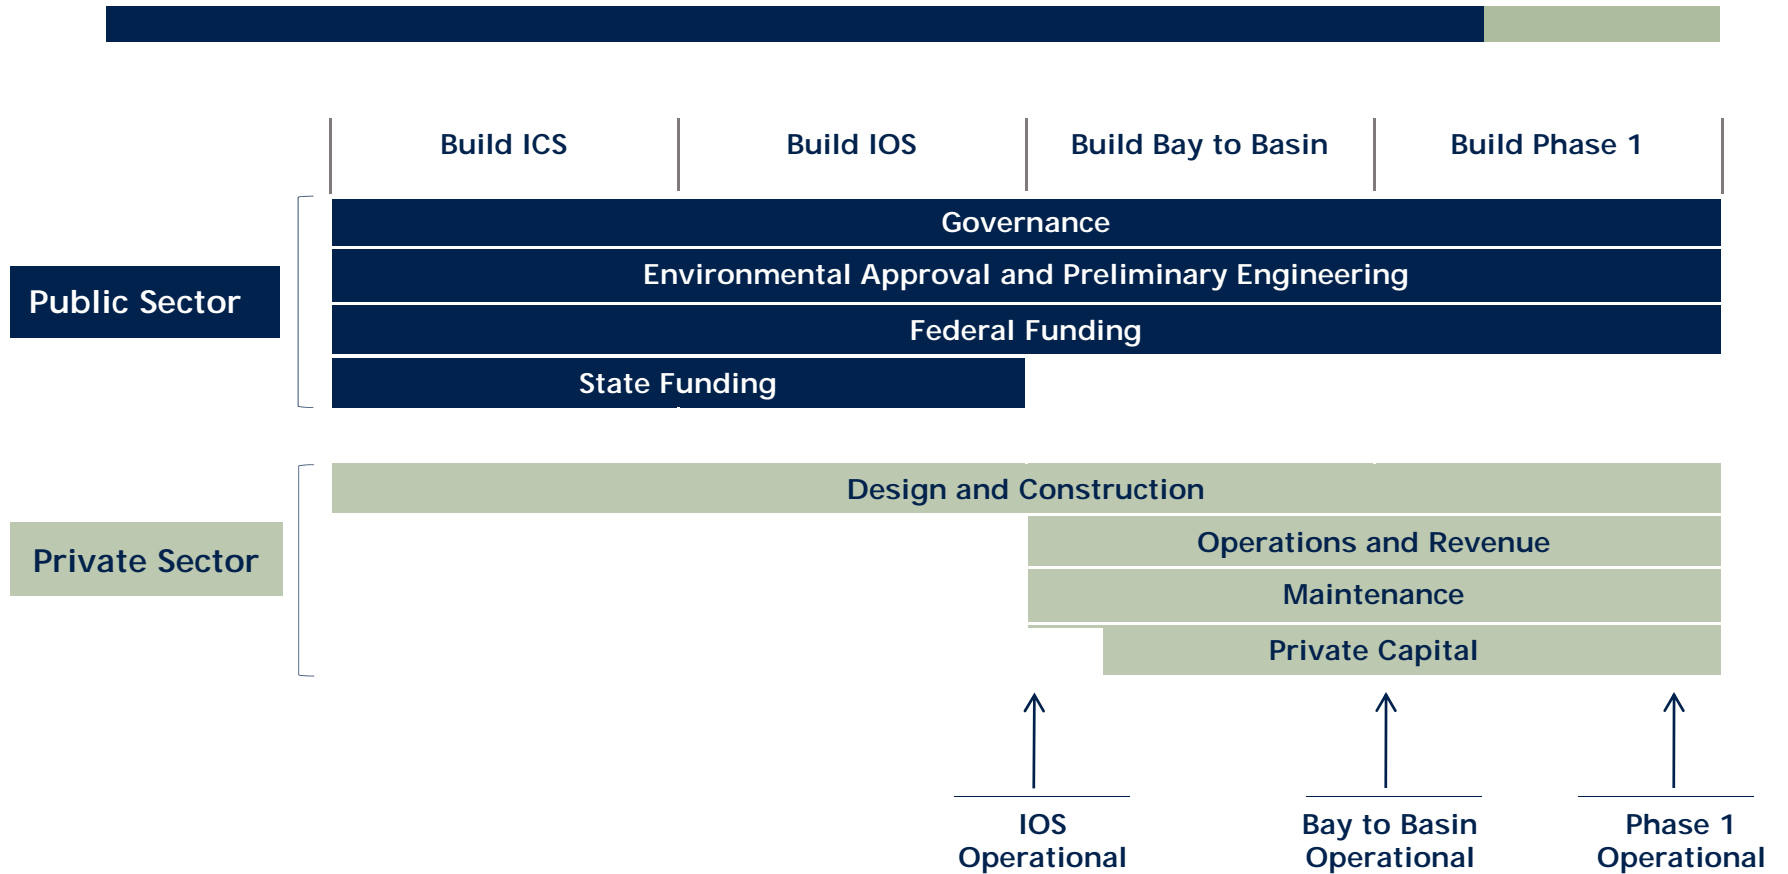 Build ICS
Build IOS
Build Bay to Basin
Build Phase 1
Public Sector
Governance
Environmental Approval and Preliminary Engineering
Federal Funding
State Funding
Private Sector
Design and Construction
Operations and Revenue
Maintenance
Private Capital
IOS
Operational
Bay to Basin
Operational
Phase 1
Operational